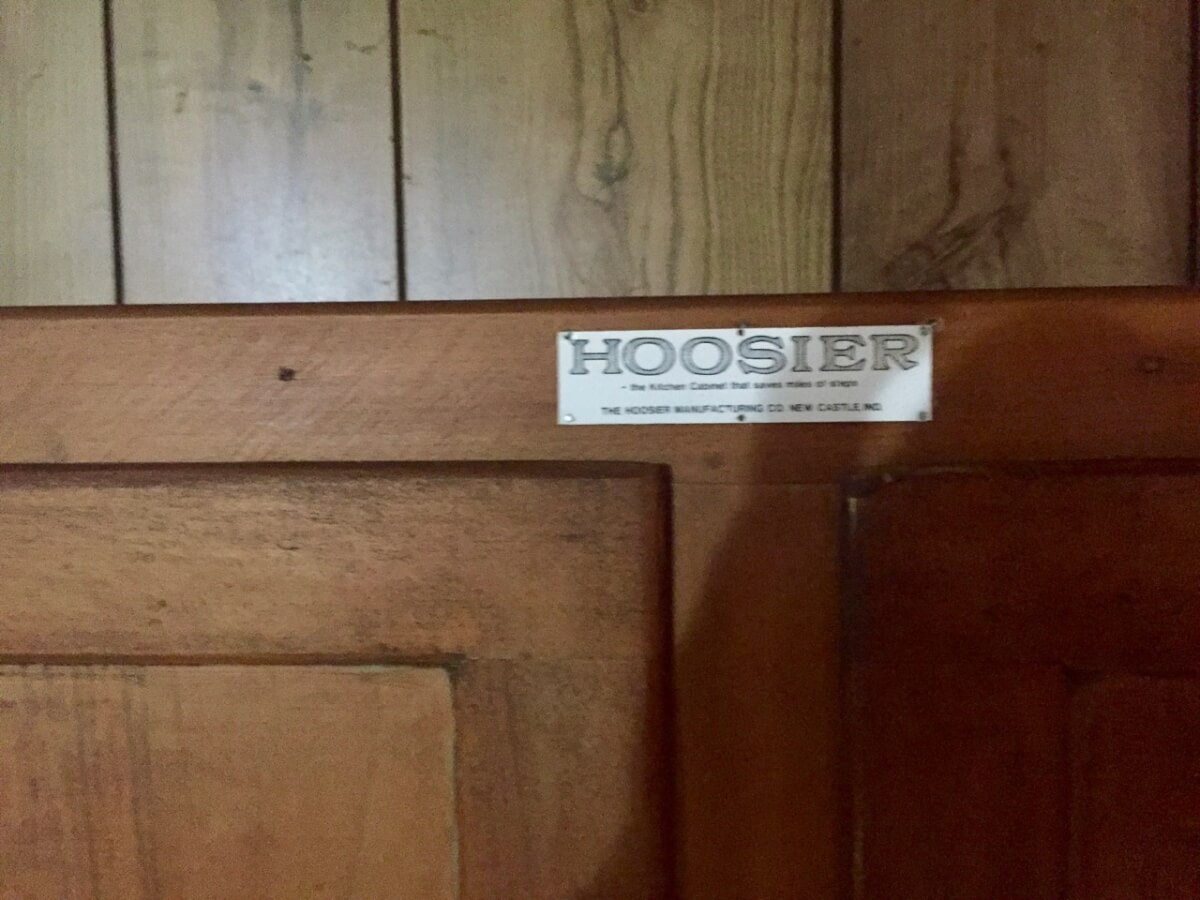 HOOSIER
- the Kitchen Cabinet that saves miles of steps
THE HOOSIER MANUFACTURING CO. NEW CASTLE, IND.